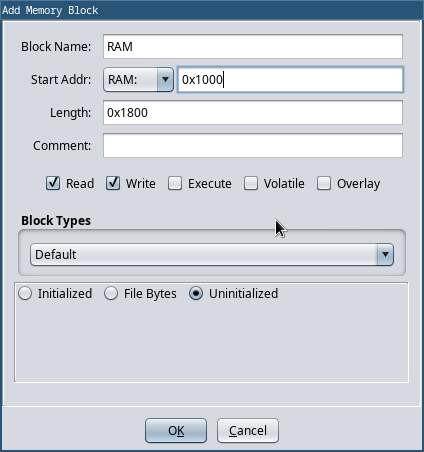 Add Memory Block
Block Name: RAM
Start Addr: RAM: 0x1000
Length: 0x1800
Comment:
Read Write Execute Volatile Overlay
Block Types
Default
Initialized File Bytes Uninitialized
OK Cancel